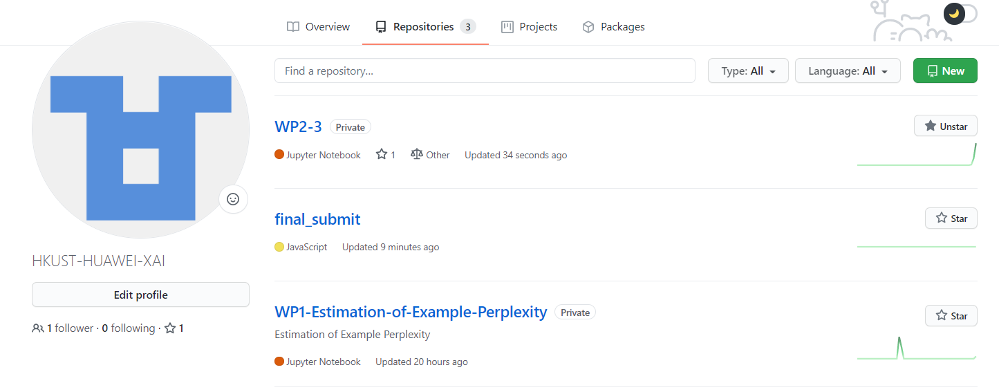 Overview Repositories 3 Projects Packages
Find a repository... Type: All Language: All New
WP2-3 Private Unstar
Jupyter Notebook 1 Other Updated 34 seconds ago
final_submit Star
JavaScript Updated 9 minutes ago
HKUST-HUAWEI-XAI
Edit profile
1 follower · 0 following · 1
WP1-Estimation-of-Example-Perplexity Private Star
Estimation of Example Perplexity
Jupyter Notebook Updated 20 hours ago